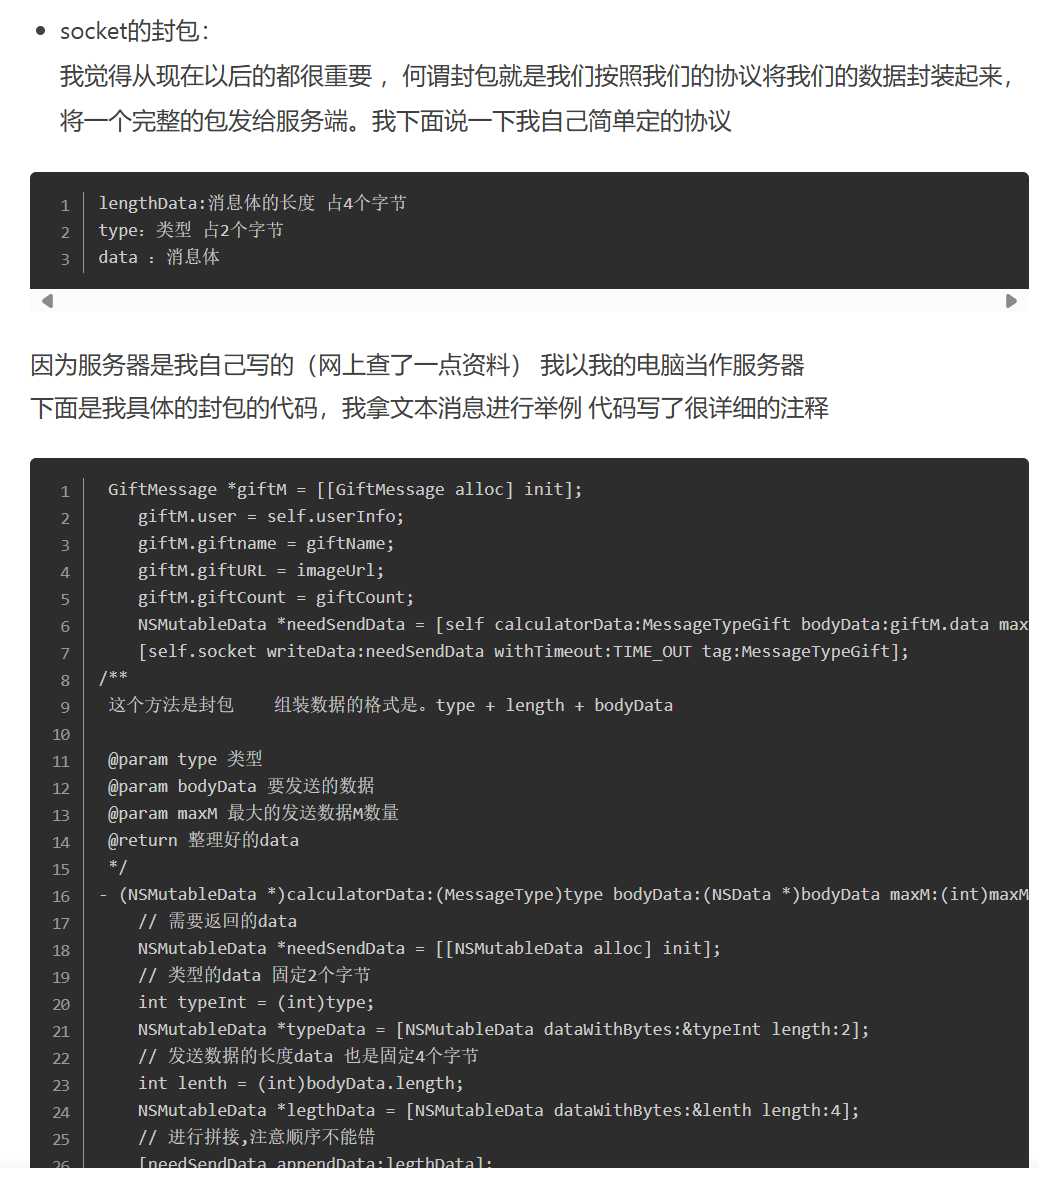 socket的封包：
我觉得从现在以后的都很重要 ，何谓封包就是我们按照我们的协议将我们的数据封装起来，
将一个完整的包发给服务端。我下面说一下我自己简单定的协议
1 lengthData:消息体的长度 占4个字节
2 type：类型 占2个字节
3 data ：消息体
因为服务器是我自己写的（网上查了一点资料） 我以我的电脑当作服务器
下面是我具体的封包的代码，我拿文本消息进行举例 代码写了很详细的注释
1 GiftMessage *giftM = [[GiftMessage alloc] init];
2 giftM.user = self.userInfo;
3 giftM.giftname = giftName;
4 giftM.giftURL = imageUrl;
5 giftM.giftCount = giftCount;
6 NSMutableData *needSendData = [self calculatorData:MessageTypeGift bodyData:giftM.data max
7 [self.socket writeData:needSendData withTimeout:TIME_OUT tag:MessageTypeGift];
8 /**
9 这个方法是封包    组装数据的格式是。type + length + bodyData
10
11 @param type 类型
12 @param bodyData 要发送的数据
13 @param maxM 最大的发送数据M数量
14 @return 整理好的data
15 */
16 - (NSMutableData *)calculatorData:(MessageType)type bodyData:(NSData *)bodyData maxM:(int)maxM
17 // 需要返回的data
18 NSMutableData *needSendData = [[NSMutableData alloc] init];
19 // 类型的data 固定2个字节
20 int typeInt = (int)type;
21 NSMutableData *typeData = [NSMutableData dataWithBytes:&typeInt length:2];
22 // 发送数据的长度data 也是固定4个字节
23 int lenth = (int)bodyData.length;
24 NSMutableData *legthData = [NSMutableData dataWithBytes:&lenth length:4];
25 // 进行拼接,注意顺序不能错
26 [needSendData appendData:legthData];